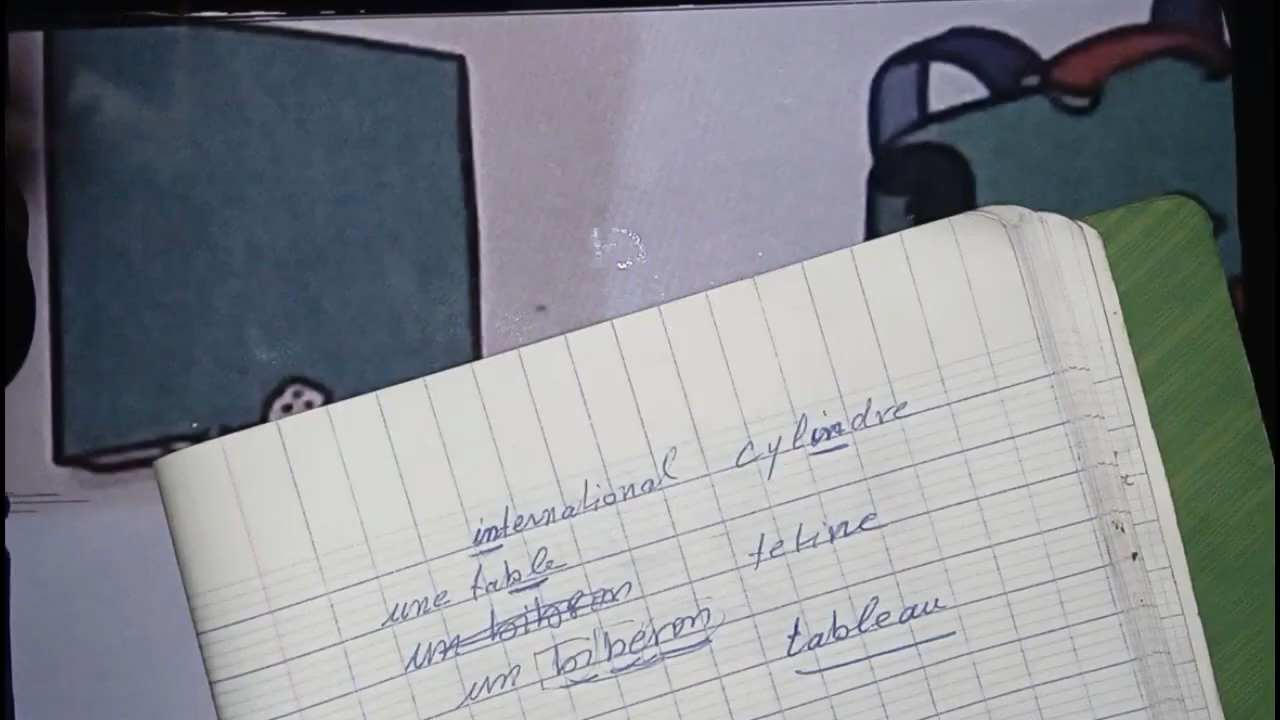 international cylindre
une table
tetine
un biberon tableau